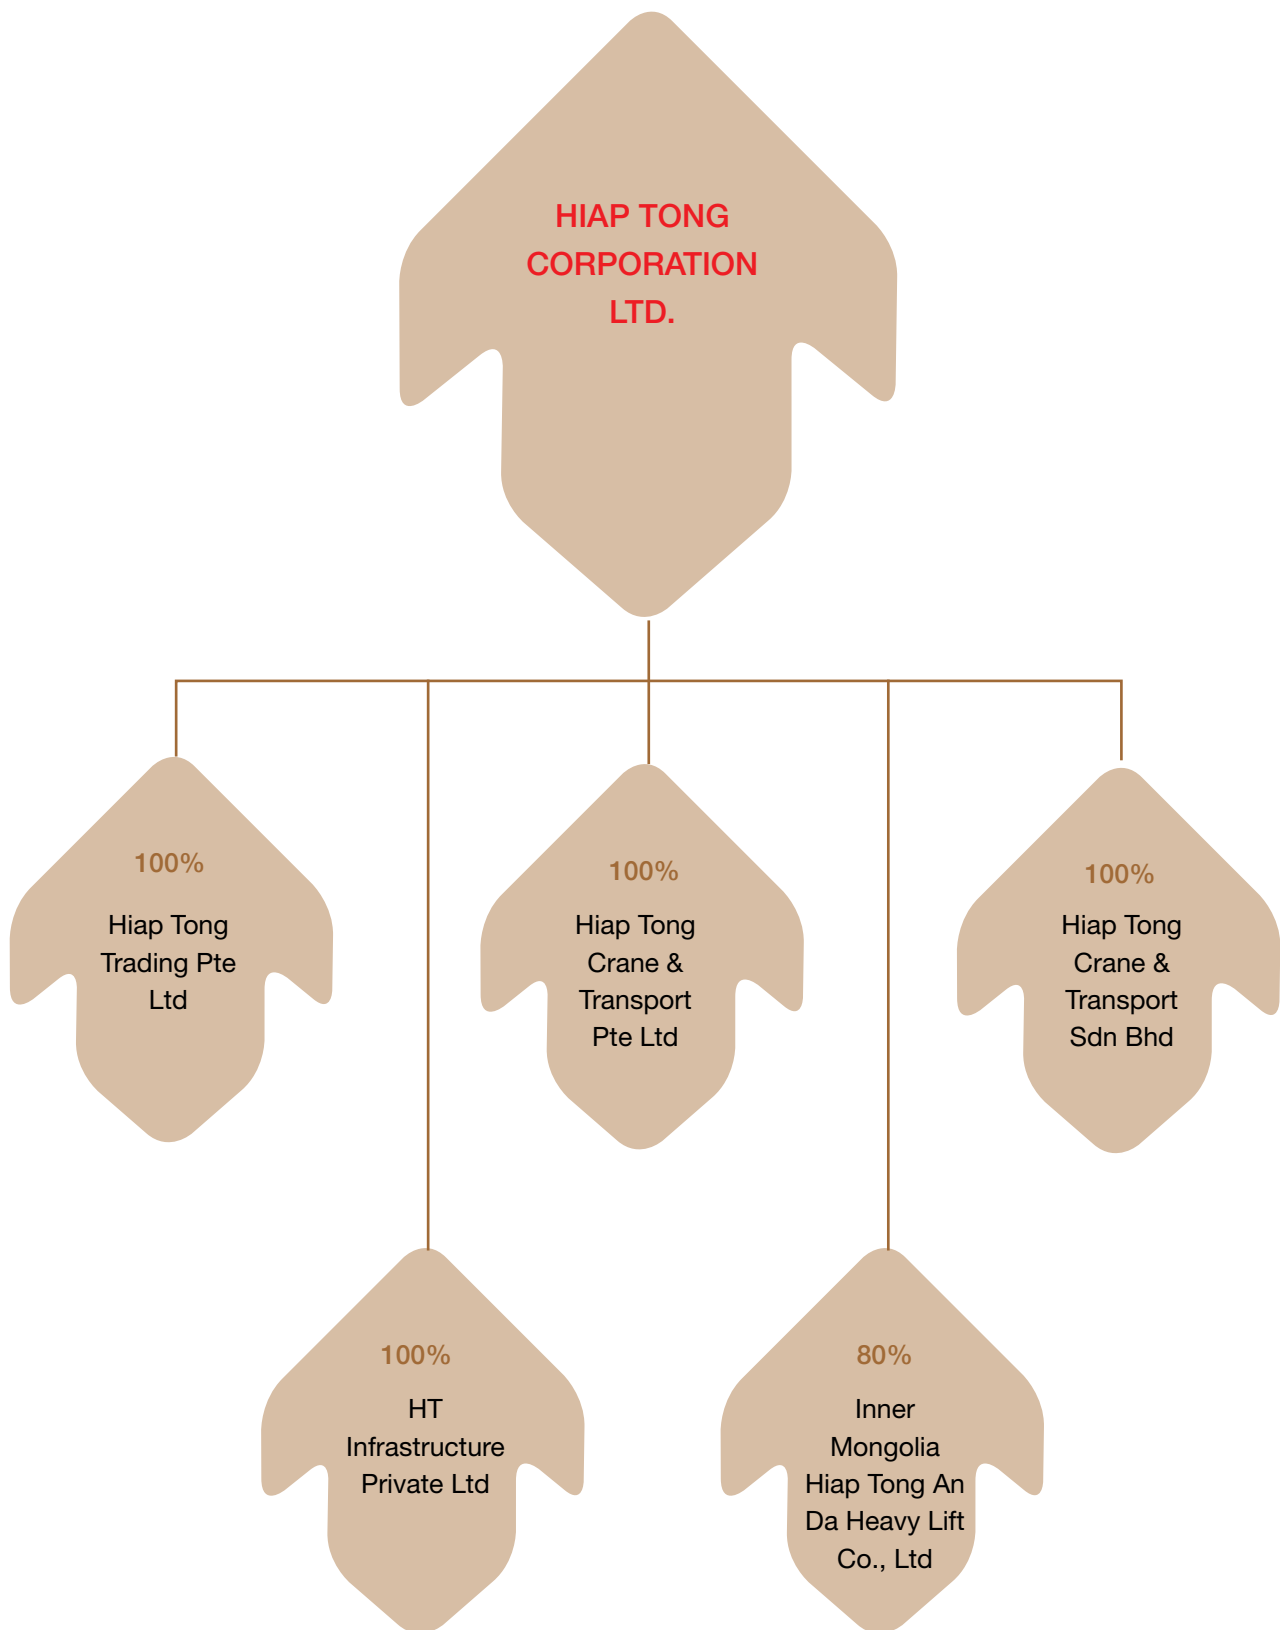 HIAP TONG
CORPORATION
LTD.
100%
Hiap Tong
Trading Pte
Ltd
100%
Hiap Tong
Crane &
Transport
Pte Ltd
100%
Hiap Tong
Crane &
Transport
Sdn Bhd
100%
HT
Infrastructure
Private Ltd
80%
Inner
Mongolia
Hiap Tong An
Da Heavy Lift
Co., Ltd